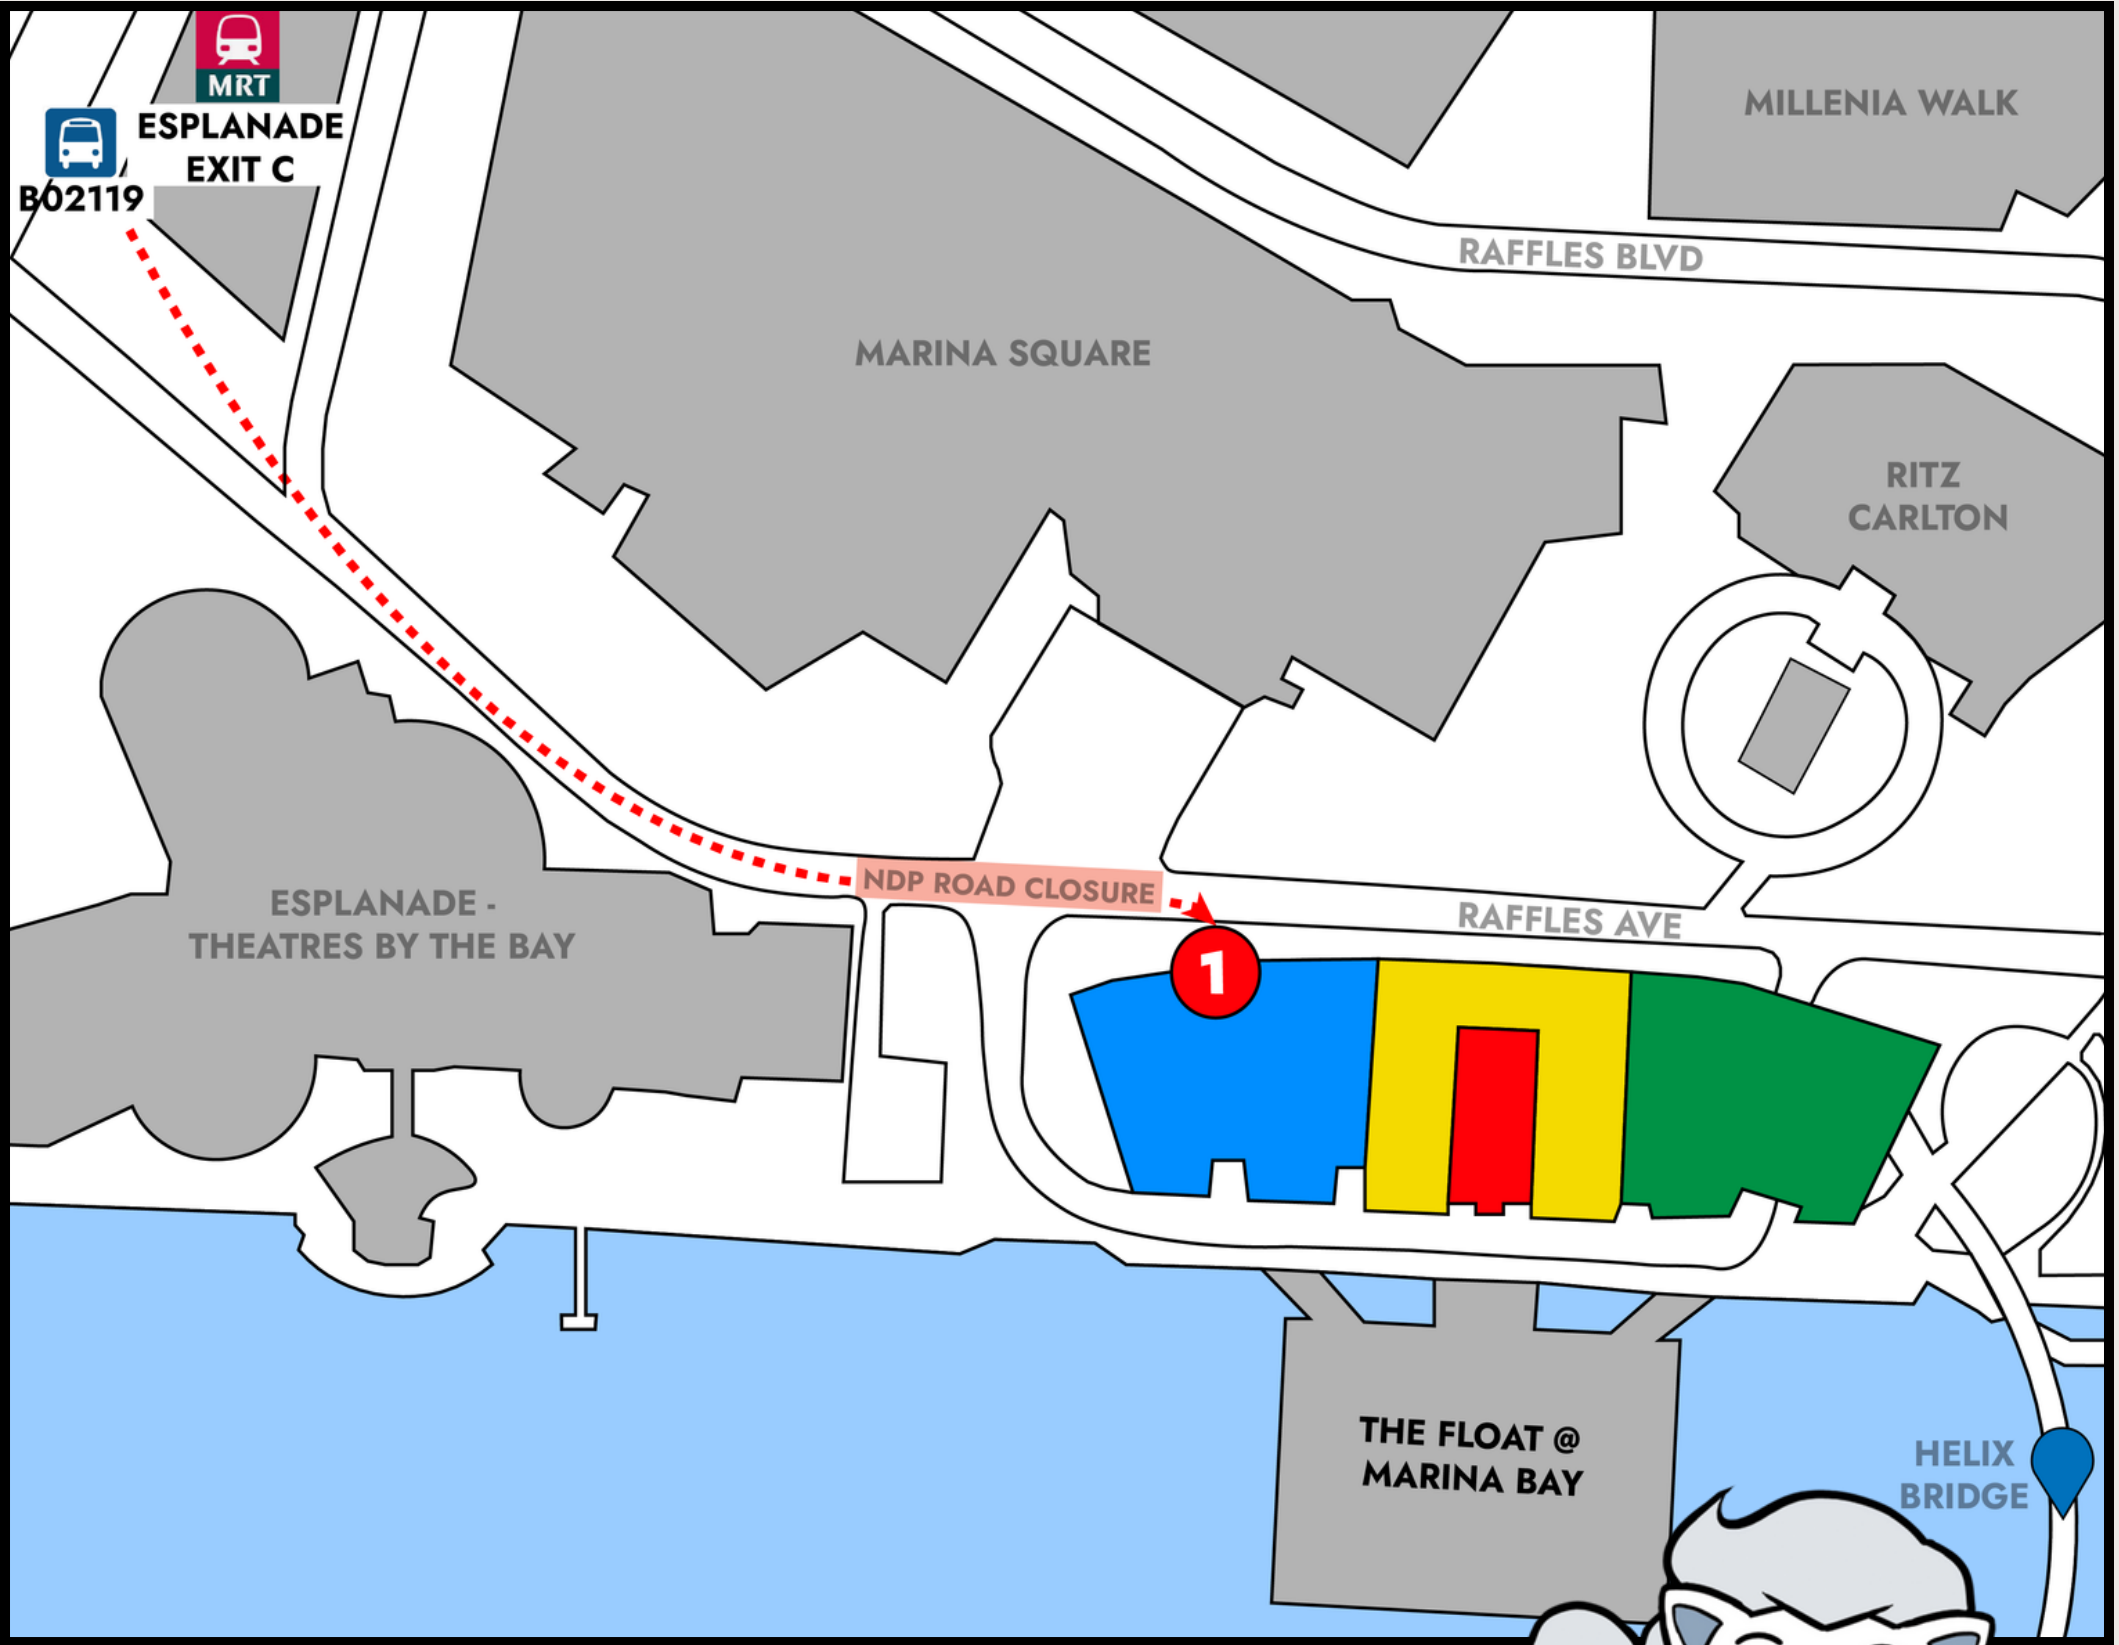 MRT
ESPLANADE
EXIT C
B02119
MILLENIA WALK
RAFFLES BLVD
MARINA SQUARE
RITZ
CARLTON
NDP ROAD CLOSURE
RAFFLES AVE
ESPLANADE -
THEATRES BY THE BAY
1
THE FLOAT @
MARINA BAY
HELIX
BRIDGE